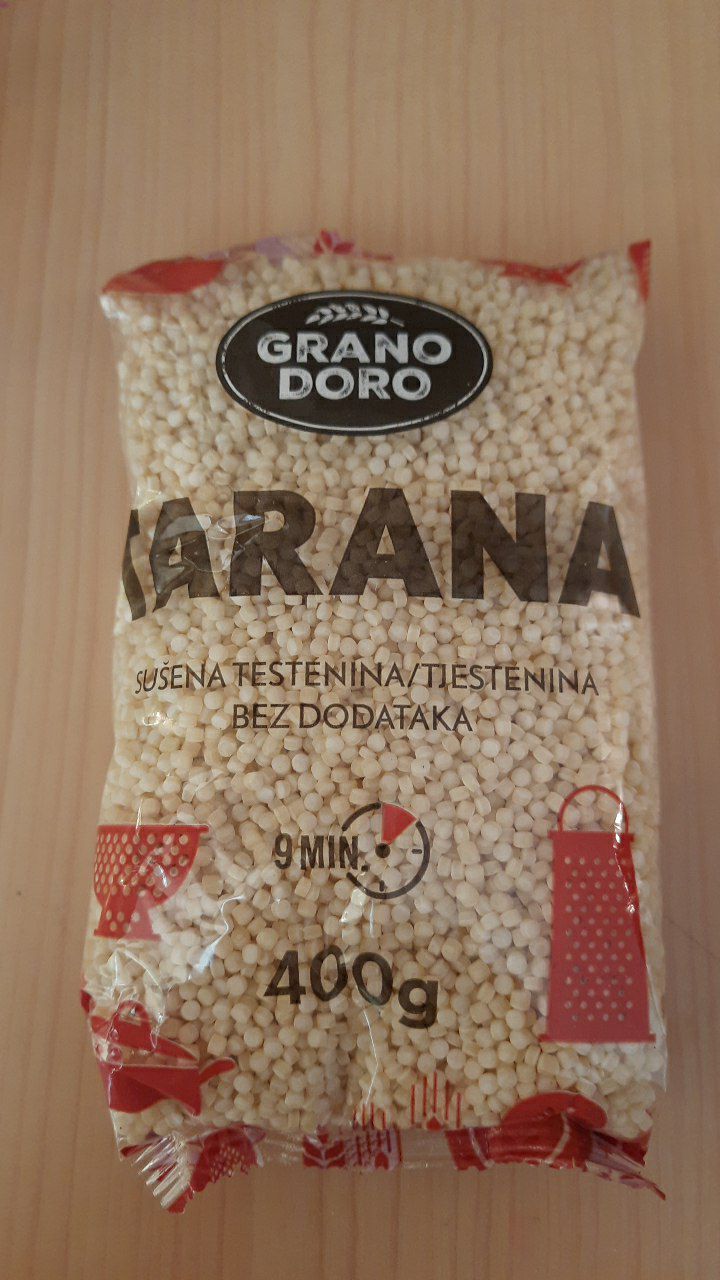 GRANO
DORO
TARANA
SUŠENA TESTENINA/TJESTENINA
BEZ DODATAKA
9 MIN.
400g